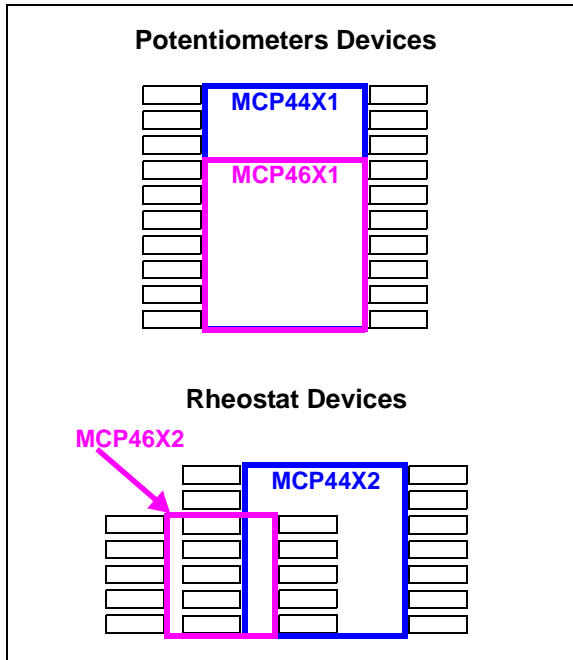 Potentiometers Devices
MCP44X1
MCP46X1
Rheostat Devices
MCP46X2
MCP44X2